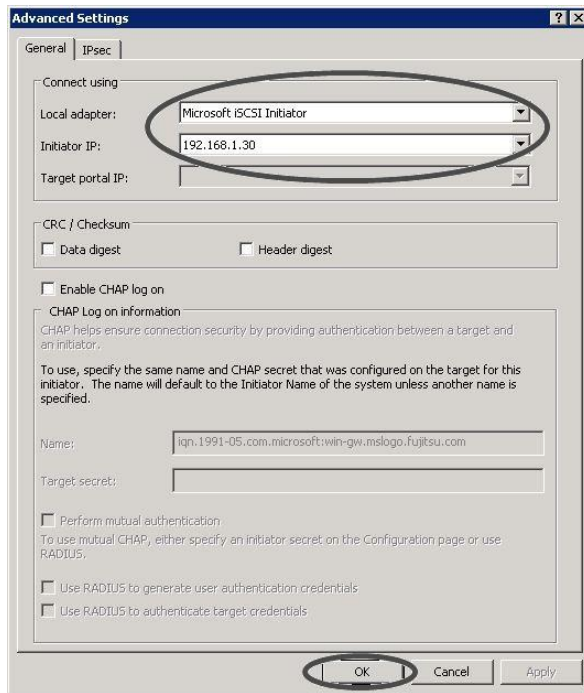 Advanced Settings
General
IPsec
Connect using
Local adapter:
Microsoft iSCSI Initiator
Initiator IP:
192.168.1.30
Target portal IP:
CRC / Checksum
Data digest
Header digest
Enable CHAP log on
CHAP Log on information
CHAP helps ensure connection security by providing authentication between a target and
an initiator.
To use, specify the same name and CHAP secret that was configured on the target for this
initiator. The name will default to the Initiator Name of the system unless another name is
specified.
Name:
iqn.1991-05.com.microsoft:win-gw.mslogo.fujitsu.com
Target secret:
Perform mutual authentication
To use mutual CHAP, either specify an initiator secret on the Configuration page or use
RADIUS.
Use RADIUS to generate user authentication credentials
Use RADIUS to authenticate target credentials
OK
Cancel
Apply